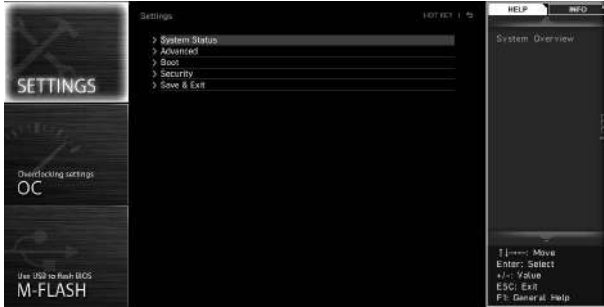 SETTINGS
Overclocking settings
OC
Use USB to flash BIOS
M-FLASH
Settings
HOT KEY |
> System Status
> Advanced
> Boot
> Security
> Save & Exit
HELP
INFO
System Overview
Move
Enter: Select
+/-: Value
ESC: Exit
F1: General Help